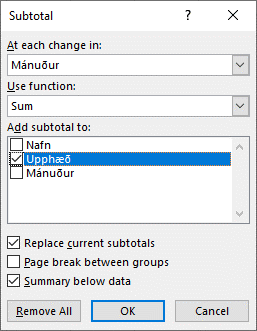 Subtotal
?
At each change in:
Mánuður
Use function:
Sum
Add subtotal to:
Nafn
Upphæð
Mánuður
Replace current subtotals
Page break between groups
Summary below data
Remove All OK Cancel